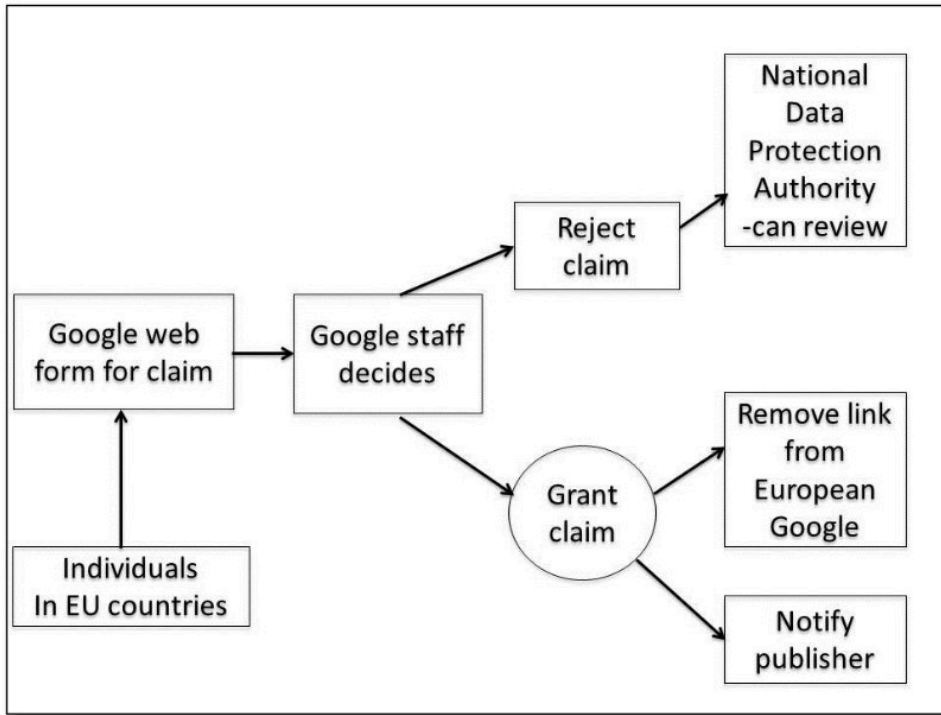 National
Data
Protection
Authority
-can review
Reject
claim
Google web
form for claim
Google staff
decides
Remove link
from
European
Google
Grant
claim
Individuals
In EU countries
Notify
publisher